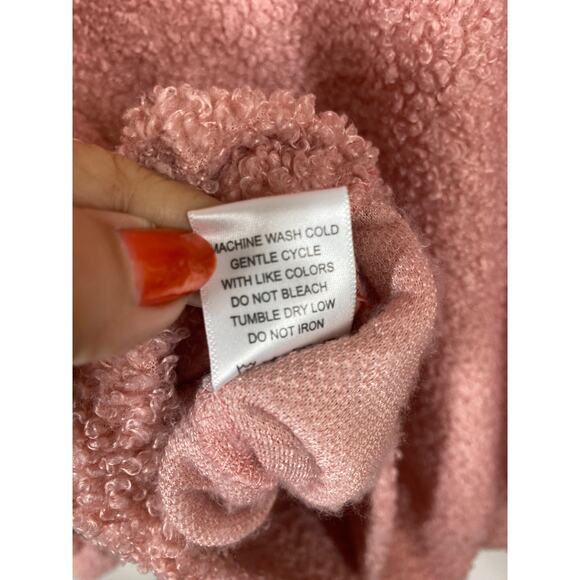 MACHINE WASH COLD
GENTLE CYCLE
WITH LIKE COLORS
DO NOT BLEACH
TUMBLE DRY LOW
DO NOT IRON